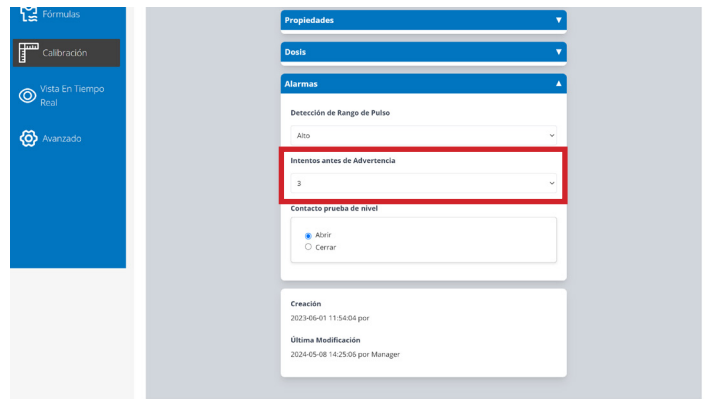 Fórmulas
Calibración
Vista En Tiempo
Real
Avanzado
Propiedades
Dosis
Alarmas
Detección de Rango de Pulso
Alto
Intentos antes de Advertencia
3
Contacto prueba de nivel
Abrir
Cerrar
Creación
2023-06-01 11:54:04 por
Última Modificación
2024-05-08 14:25:06 por Manager